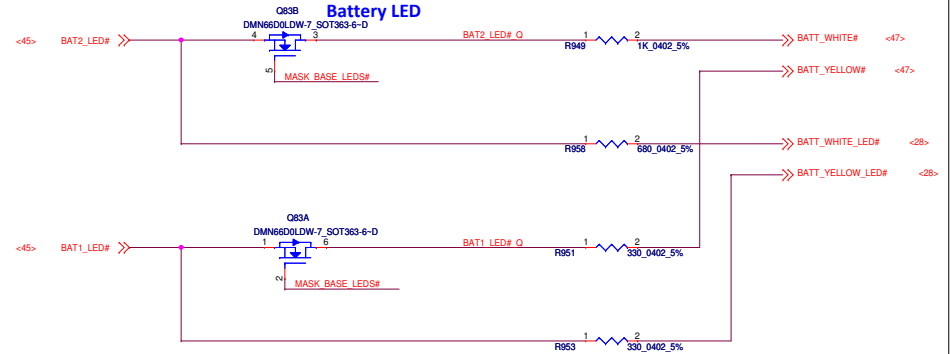 Battery LED
Q83B
DMN66D0LDW-7_SOT363-6~D
<45> BAT2_LED# 4 3 BAT2_LED#_Q 1 2 BATT_WHITE# <47>
R949 1K_0402_5%
5
MASK_BASE_LEDS#
BATT_YELLOW# <47>
1 2 BATT_WHITE_LED# <28>
R958 680_0402_5%
BATT_YELLOW_LED# <28>
Q83A
DMN66D0LDW-7_SOT363-6~D
<45> BAT1_LED# 1 6 BAT1_LED#_Q 1 2
R951 330_0402_5%
2
MASK_BASE_LEDS#
1 2
R953 330_0402_5%